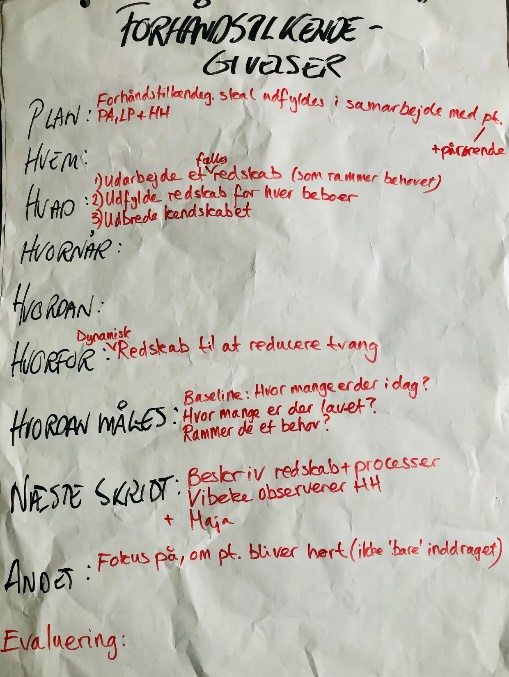 FORHÅNDSTILKENDE-
GIVELSER
PLAN: Forhåndstilkendeg. skal udfyldes i samarbejde med pt.
+pårørende
PÅ, LP + HH
HVEM:
HVAD: 1) Udarbejde et fælles redskab (som rammer behovet)
2) Udfylde redskab for hver beboer
3) Udbrede kendskabet
HVORNÅR:
HVORDAN:
HVORFOR: Dynamisk Redskab til at reducere tvang
HVORDAN MÅLES: Baseline: Hvor mange er der i dag?
Hvor mange er der lavet?
Rammer de et behov?
NÆSTE SKRIDT: Beskriv redskab + processer
Vibeke observerer HH
+ Maja
ANDET: Fokus på, om pt. bliver hørt (ikke 'bare' inddraget)
Evaluering: